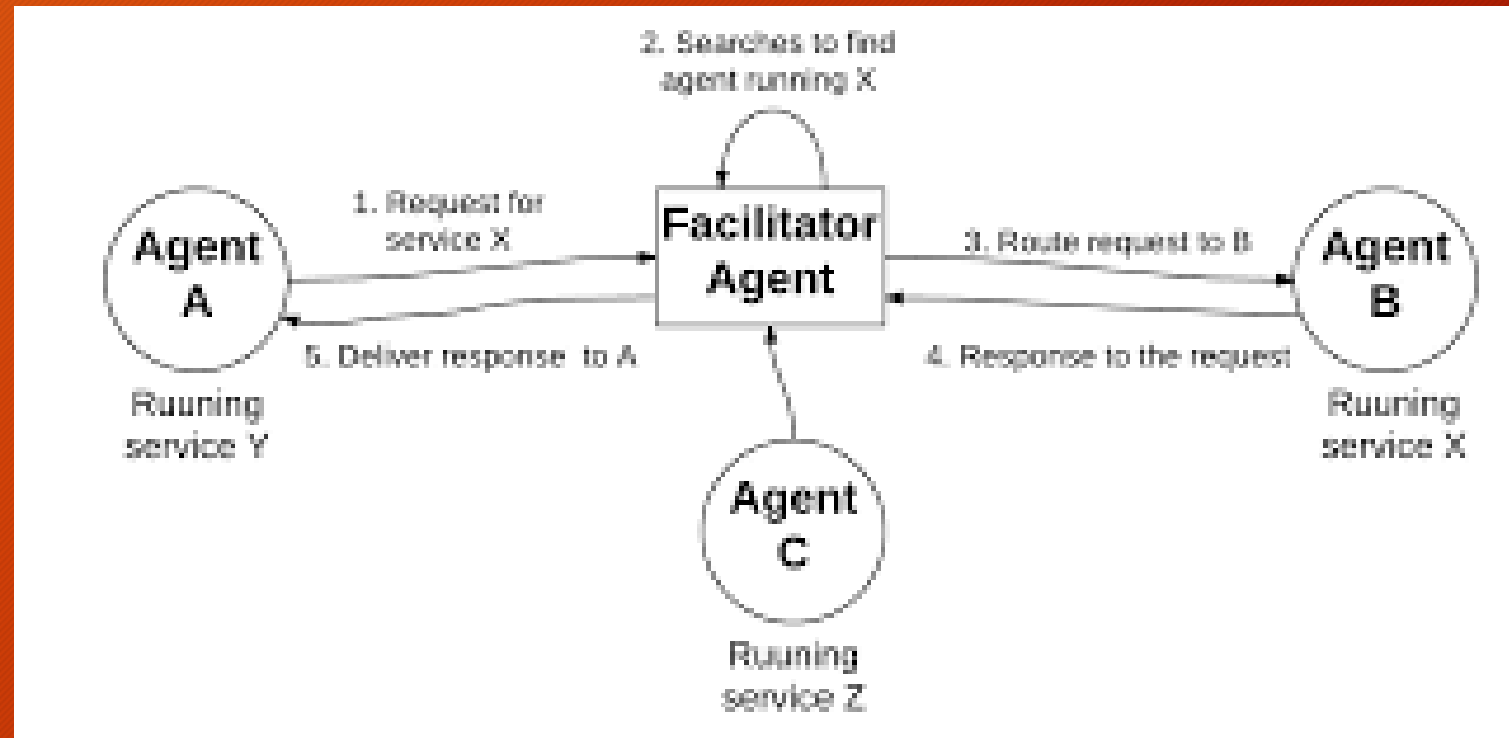 2. Searches to find
agent running X
1. Request for
service X
Facilitator
Agent
3. Route request to B
Agent
A
Agent
B
5. Deliver response to A
4. Response to the request
Ruuning
service Y
Ruuning
service X
Agent
C
Ruuning
service Z